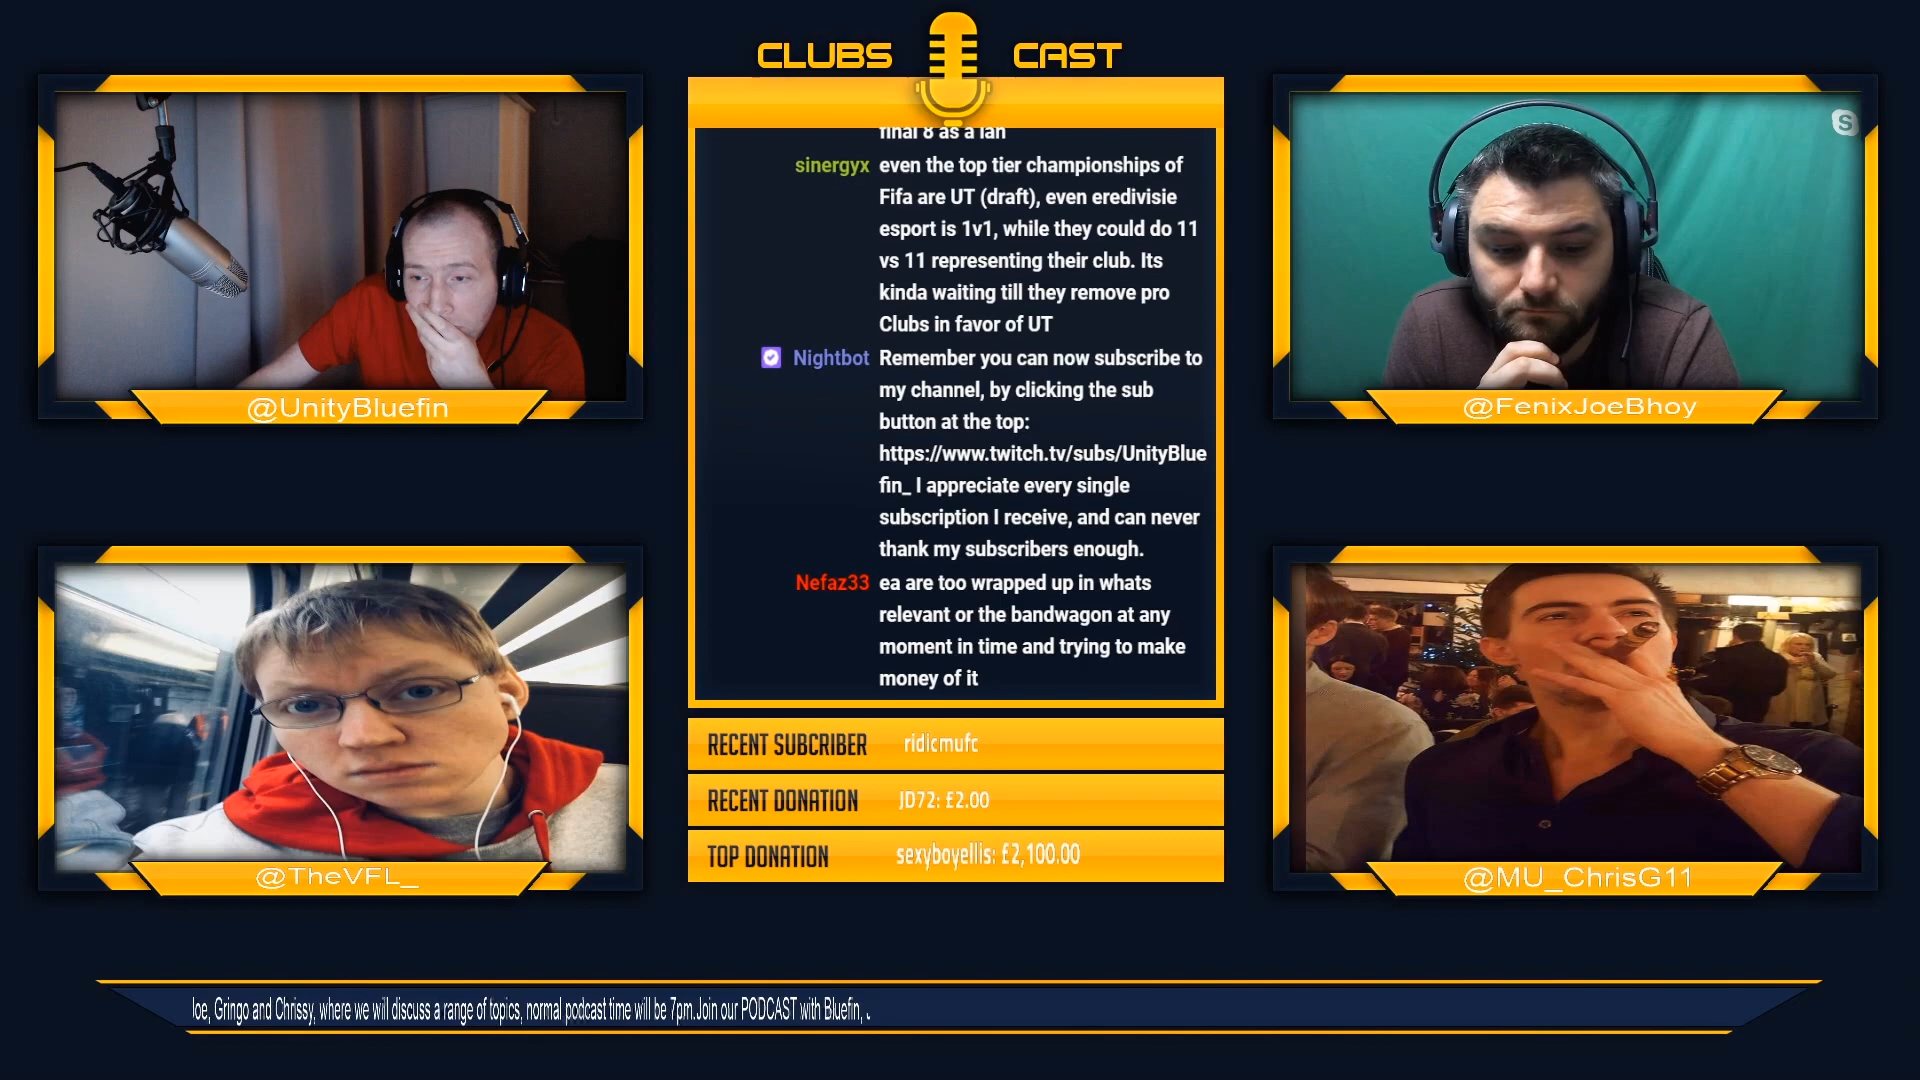 CLUBS CAST
final 8 as a lan
sinergyx even the top tier championships of
Fifa are UT (draft), even eredivisie
esport is 1v1, while they could do 11
vs 11 representing their club. Its
kinda waiting till they remove pro
Clubs in favor of UT
Nightbot Remember you can now subscribe to
my channel, by clicking the sub
button at the top:
https://www.twitch.tv/subs/UnityBlue
fin_ I appreciate every single
subscription I receive, and can never
thank my subscribers enough.
Nefaz33 ea are too wrapped up in whats
relevant or the bandwagon at any
moment in time and trying to make
money of it
@UnityBluefin
@FenixJoeBhoy
S
RECENT SUBCRIBER ridicmufc
RECENT DONATION JD72: £2.00
TOP DONATION sexyboyellis: £2,100.00
@TheVFL_
@MU_ChrisG11
Joe, Gringo and Chrissy, where we will discuss a range of topics, normal podcast time will be 7pm.Join our PODCAST with Bluefin,